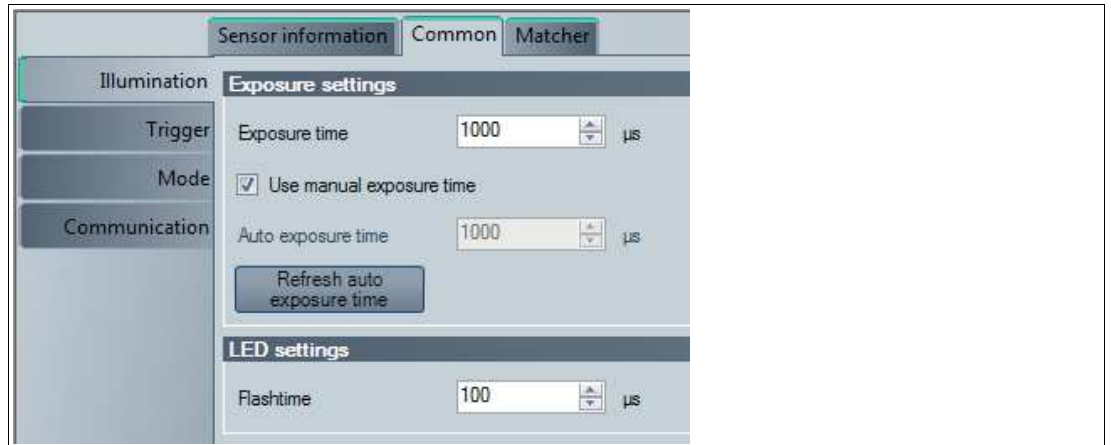 Sensor information Common Matcher
Illumination
Trigger
Mode
Communication
Exposure settings
Exposure time 1000 µs
Use manual exposure time
Auto exposure time 1000 µs
Refresh auto
exposure time
LED settings
Flashtime 100 µs